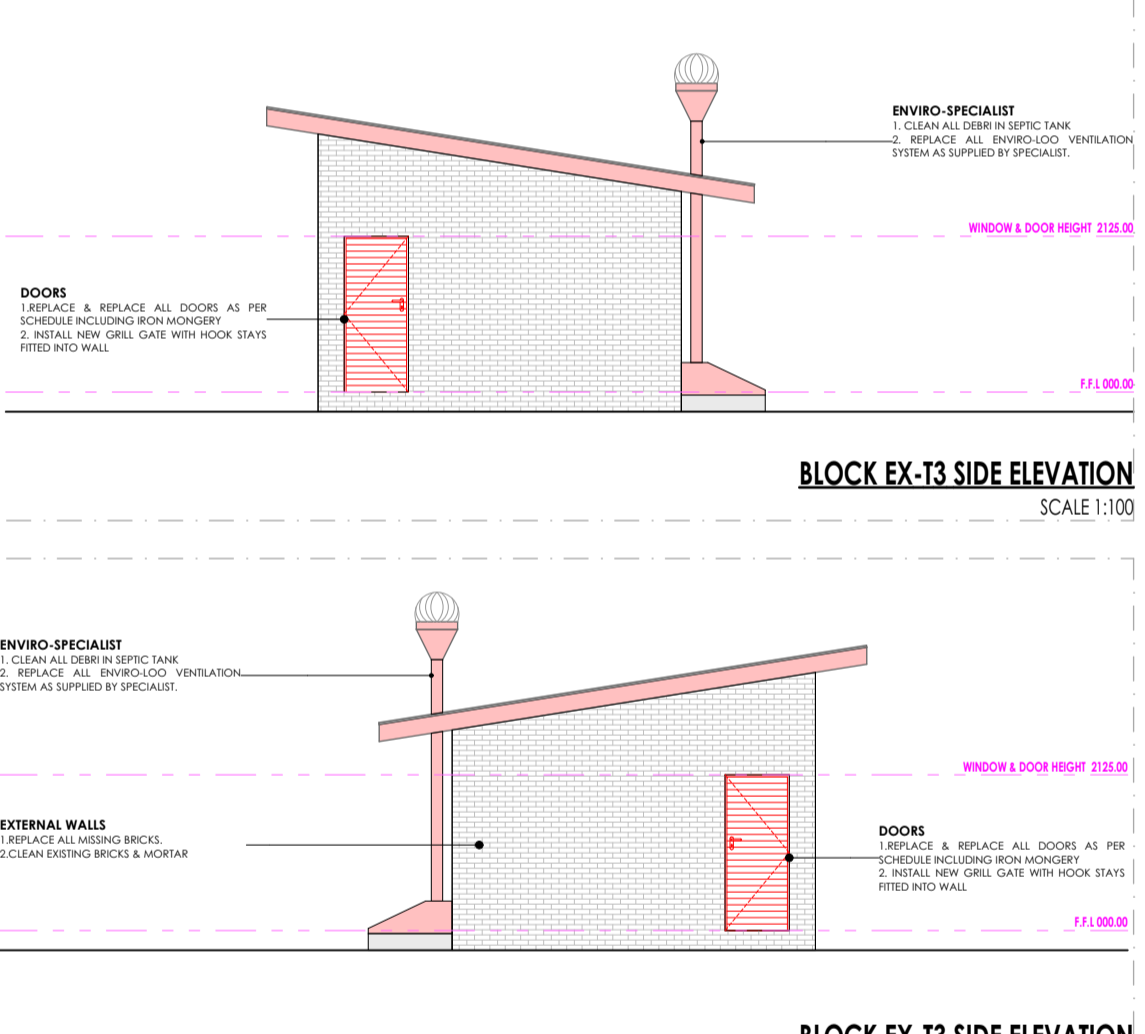 ENVIRO-SPECIALIST
1. CLEAN ALL DEBRI IN SEPTIC TANK
2. REPLACE ALL ENVIRO-LOO VENTILATION
SYSTEM AS SUPPLIED BY SPECIALIST.
WINDOW & DOOR HEIGHT 2125.00
DOORS
1.REPLACE & REPLACE ALL DOORS AS PER
SCHEDULE INCLUDING IRON MONGERY
2. INSTALL NEW GRILL GATE WITH HOOK STAYS
FITTED INTO WALL
F.F.L 000.00
BLOCK EX-T3 SIDE ELEVATION
SCALE 1:100
ENVIRO-SPECIALIST
1. CLEAN ALL DEBRI IN SEPTIC TANK
2. REPLACE ALL ENVIRO-LOO VENTILATION
SYSTEM AS SUPPLIED BY SPECIALIST.
WINDOW & DOOR HEIGHT 2125.00
EXTERNAL WALLS
1.REPLACE ALL MISSING BRICKS.
2.CLEAN EXISTING BRICKS & MORTAR
DOORS
1.REPLACE & REPLACE ALL DOORS AS PER
SCHEDULE INCLUDING IRON MONGERY
2. INSTALL NEW GRILL GATE WITH HOOK STAYS
FITTED INTO WALL
F.F.L 000.00
BLOCK EX-T3 SIDE ELEVATION